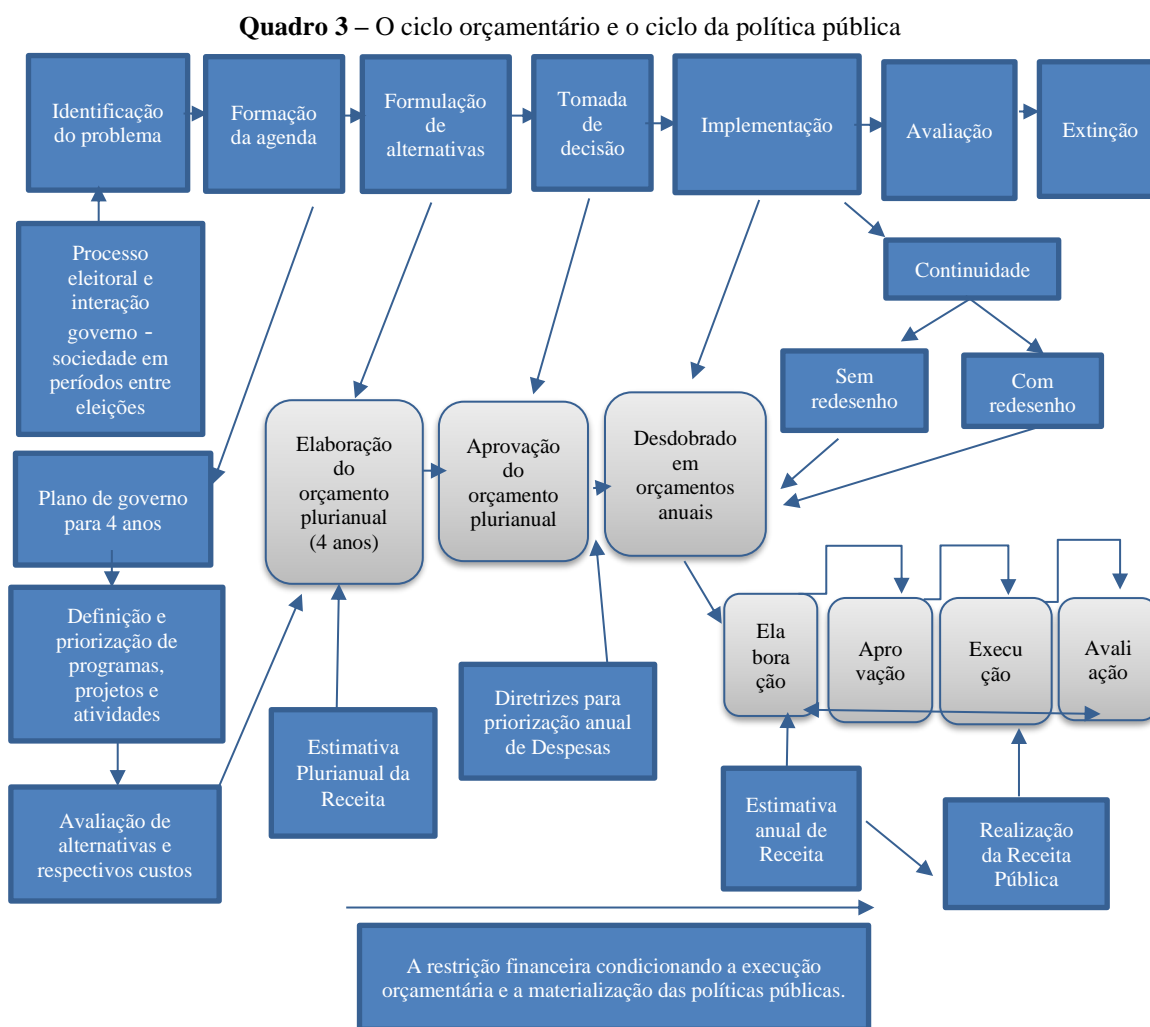 Quadro 3 – O ciclo orçamentário e o ciclo da política pública
Identificação
do problema
Formação
da agenda
Formulação
de
alternativas
Tomada
de
decisão
Implementação
Avaliação
Extinção
Processo
eleitoral e
interação
governo -
sociedade em
períodos entre
eleições
Continuidade
Sem
redesenho
Com
redesenho
Plano de governo
para 4 anos
Elaboração
do
orçamento
plurianual
(4 anos)
Aprovação
do
orçamento
plurianual
Desdobrado
em
orçamentos
anuais
Definição e
priorização de
programas,
projetos e
atividades
Ela
bora
ção
Apro
vação
Execu
ção
Avali
ação
Diretrizes para
priorização anual
de Despesas
Estimativa
Plurianual da
Receita
Avaliação de
alternativas e
respectivos custos
Estimativa
anual de
Receita
Realização
da Receita
Pública
A restrição financeira condicionando a execução
orçamentária e a materialização das políticas públicas.